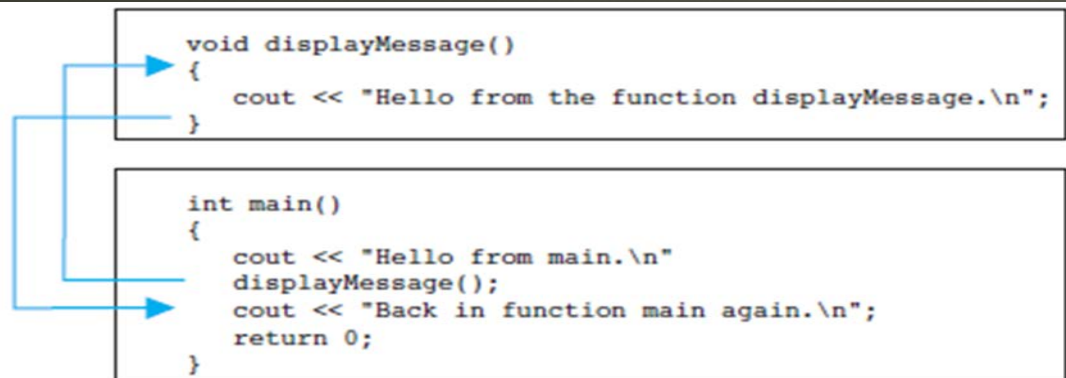 void displayMessage()
{
cout << "Hello from the function displayMessage.\n";
}
int main()
{
cout << "Hello from main.\n"
displayMessage();
cout << "Back in function main again.\n";
return 0;
}